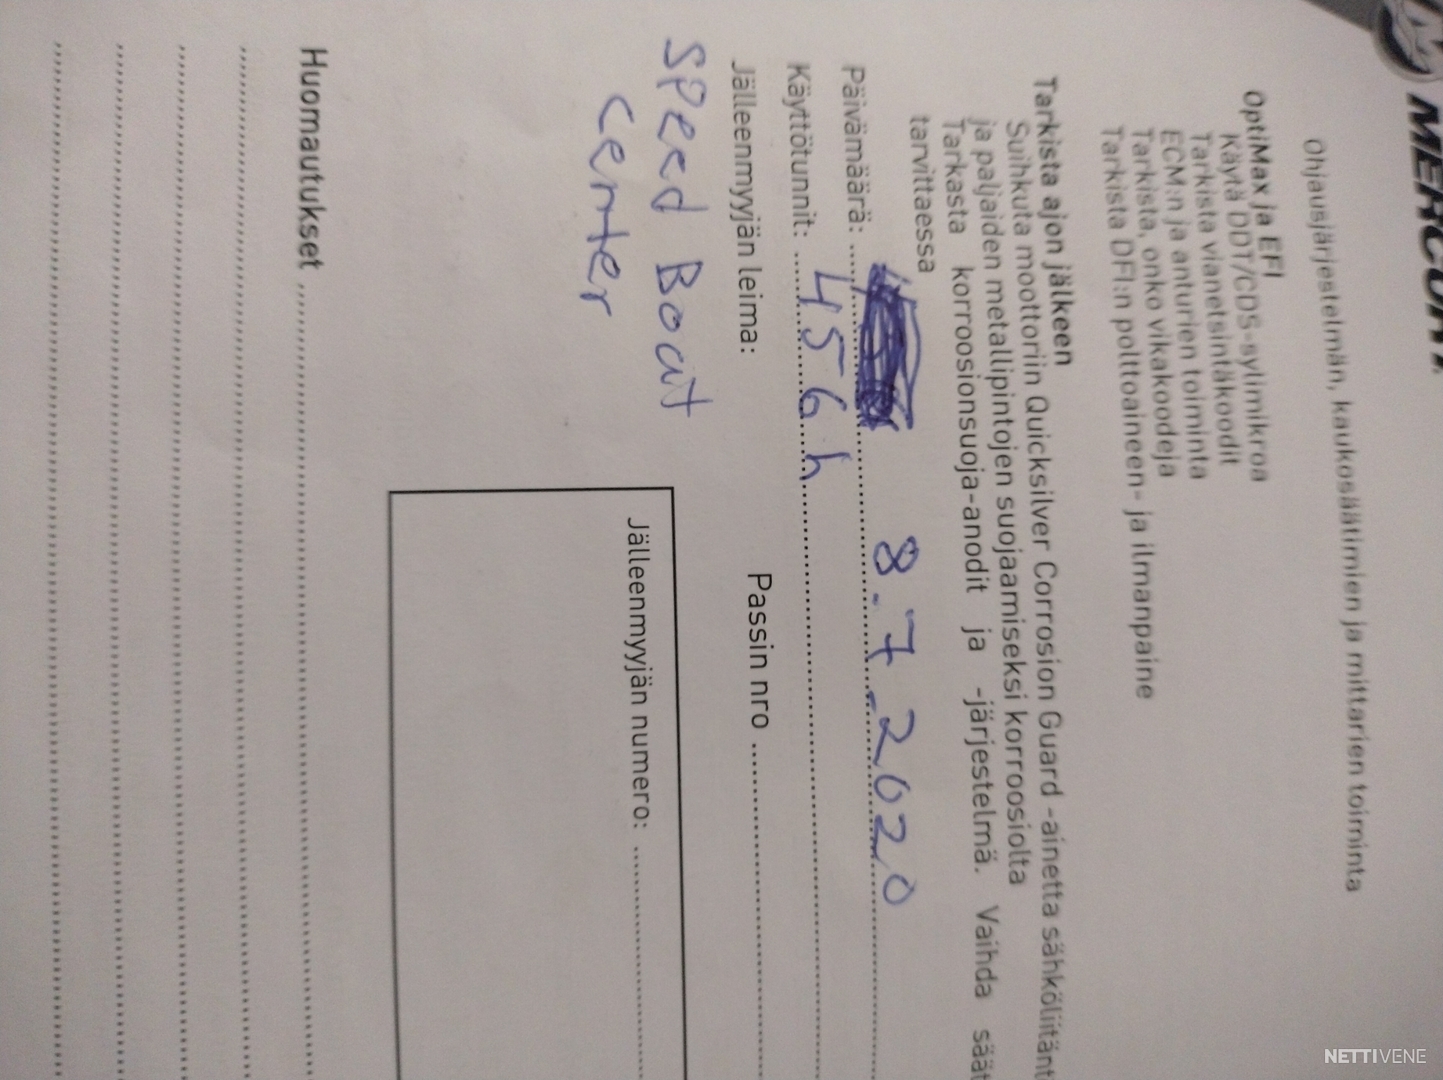 MERCURY
Ohjausjärjestelmän, kaukosäätimien ja mittarien toiminta
OptiMax ja EFI
Käytä DDT/CDS-sylimikroa
Tarkista vianetsintäkoodit
ECM:n ja anturien toiminta
Tarkista, onko vikakoodeja
Tarkista DFI:n polttoaineen- ja ilmanpaine
Tarkista ajon jälkeen
Suihkuta moottoriin Quicksilver Corrosion Guard -ainetta sähköliitänt
ja paljaiden metallipintojen suojaamiseksi korroosiolta
Tarkasta korroosionsuoja-anodit ja -järjestelmä. Vaihda säät
tarvittaessa
Päivämäärä: 8.7.2020
Käyttötunnit: 456 h
Jälleenmyyjän leima: Passin nro
Speed Boat
Center
Jälleenmyyjän numero:
Huomautukset
NETTIVENE